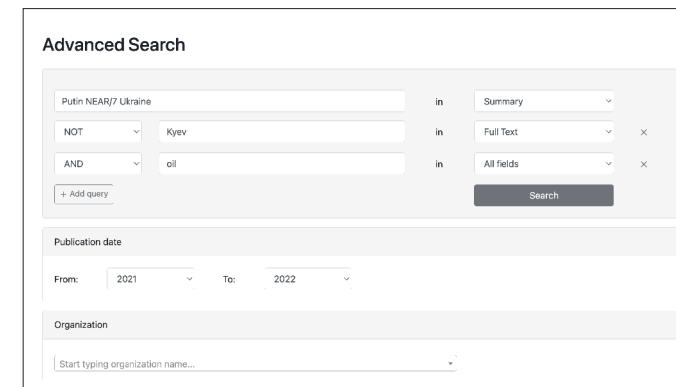 Advanced Search
Putin NEAR/7 Ukraine in Summary
NOT Kyev in Full Text ×
AND oil in All fields ×
+ Add query Search
Publication date
From: 2021 To: 2022
Organization
Start typing organization name...